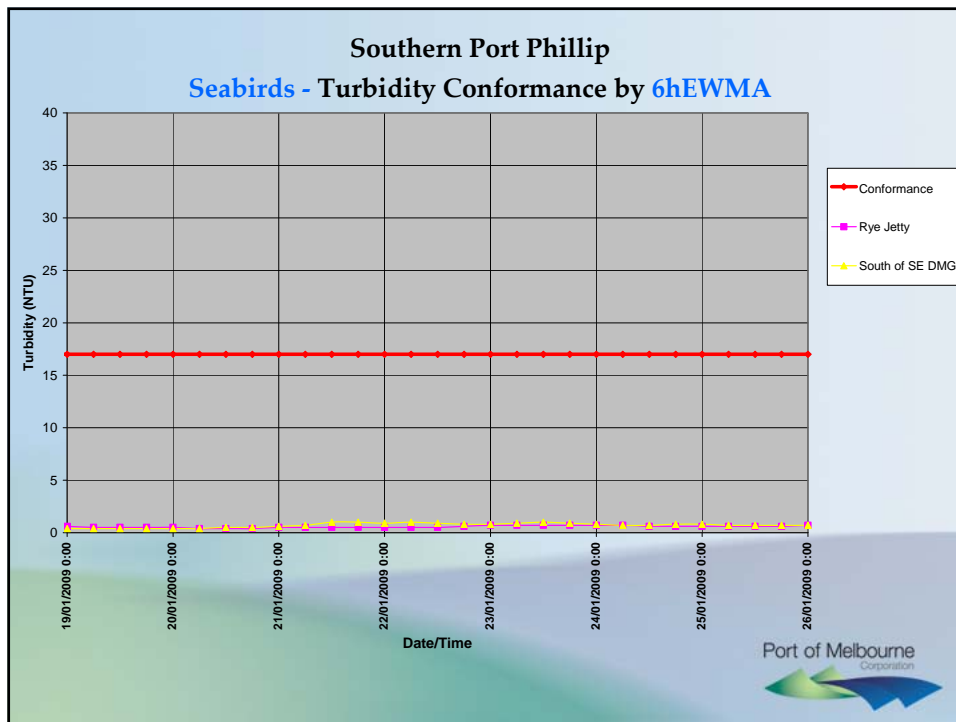 Southern Port Phillip
Seabirds - Turbidity Conformance by 6hEWMA
40
35
30
25
20
15
10
5
0
Turbidity (NTU)
19/01/2009 0:00
20/01/2009 0:00
21/01/2009 0:00
22/01/2009 0:00
23/01/2009 0:00
24/01/2009 0:00
25/01/2009 0:00
26/01/2009 0:00
Date/Time
Conformance
Rye Jetty
South of SE DMG
Port of Melbourne
Corporation